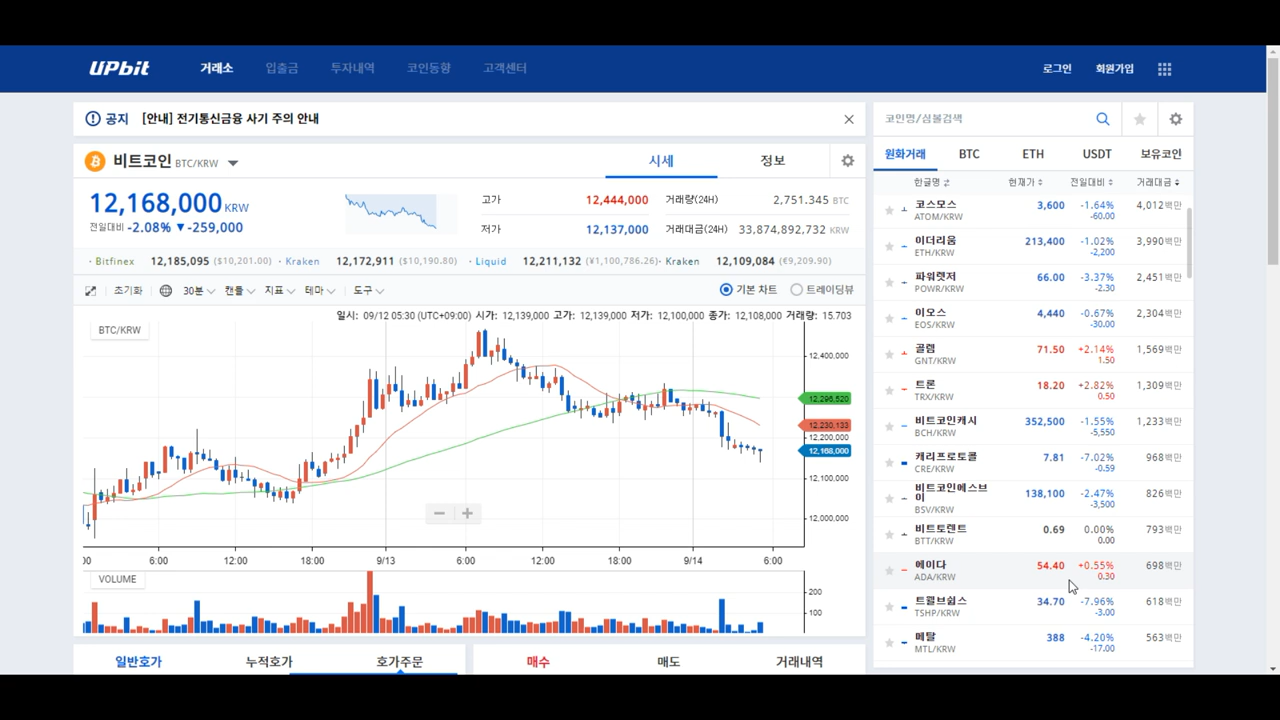 UPbit 거래소 입출금 투자내역 코인동향 고객센터 로그인 회원가입
공지 [안내] 전기통신금융 사기 주의 안내
비트코인 BTC/KRW 시세 정보
12,168,000 KRW
전일대비 -2.08% ▼-259,000
고가 12,444,000 거래량(24H) 2,751.345 BTC
저가 12,137,000 거래대금(24H) 33,874,892,732 KRW
· Bitfinex 12,185,095 ($10,201.00) · Kraken 12,172,911 ($10,190.80) · Liquid 12,211,132 (¥1,100,786.26) · Kraken 12,109,084 (€9,209.90)
초기화 30분 캔들 지표 테마 도구 기본 차트 트레이딩뷰
일시: 09/12 05:30 (UTC+09:00) 시가: 12,139,000 고가: 12,139,000 저가: 12,100,000 종가: 12,108,000 거래량: 15.703
BTC/KRW
12,400,000
12,296,520
12,230,133
12,200,000
12,168,000
12,100,000
12,000,000
00 6:00 12:00 18:00 9/13 6:00 12:00 18:00 9/14 6:00
VOLUME
200
100
일반호가 누적호가 호가주문 매수 매도 거래내역
코인명/심볼검색
원화거래 BTC ETH USDT 보유코인
한글명 현재가 전일대비 거래대금
코스모스 3,600 -1.64% 4,012백만
ATOM/KRW -60.00
이더리움 213,400 -1.02% 3,990백만
ETH/KRW -2,200
파워렛저 66.00 -3.37% 2,451백만
POWR/KRW -2.30
이오스 4,440 -0.67% 2,304백만
EOS/KRW -30.00
골렘 71.50 +2.14% 1,569백만
GNT/KRW 1.50
트론 18.20 +2.82% 1,309백만
TRX/KRW 0.50
비트코인캐시 352,500 -1.55% 1,233백만
BCH/KRW -5,550
캐리프로토콜 7.81 -7.02% 968백만
CRE/KRW -0.59
비트코인에스브
이 138,100 -2.47% 826백만
BSV/KRW -3,500
비트토렌트 0.69 0.00% 793백만
BTT/KRW 0.00
에이다 54.40 +0.55% 698백만
ADA/KRW 0.30
트웰브쉽스 34.70 -7.96% 618백만
TSHP/KRW -3.00
메탈 388 -4.20% 563백만
MTL/KRW -17.00